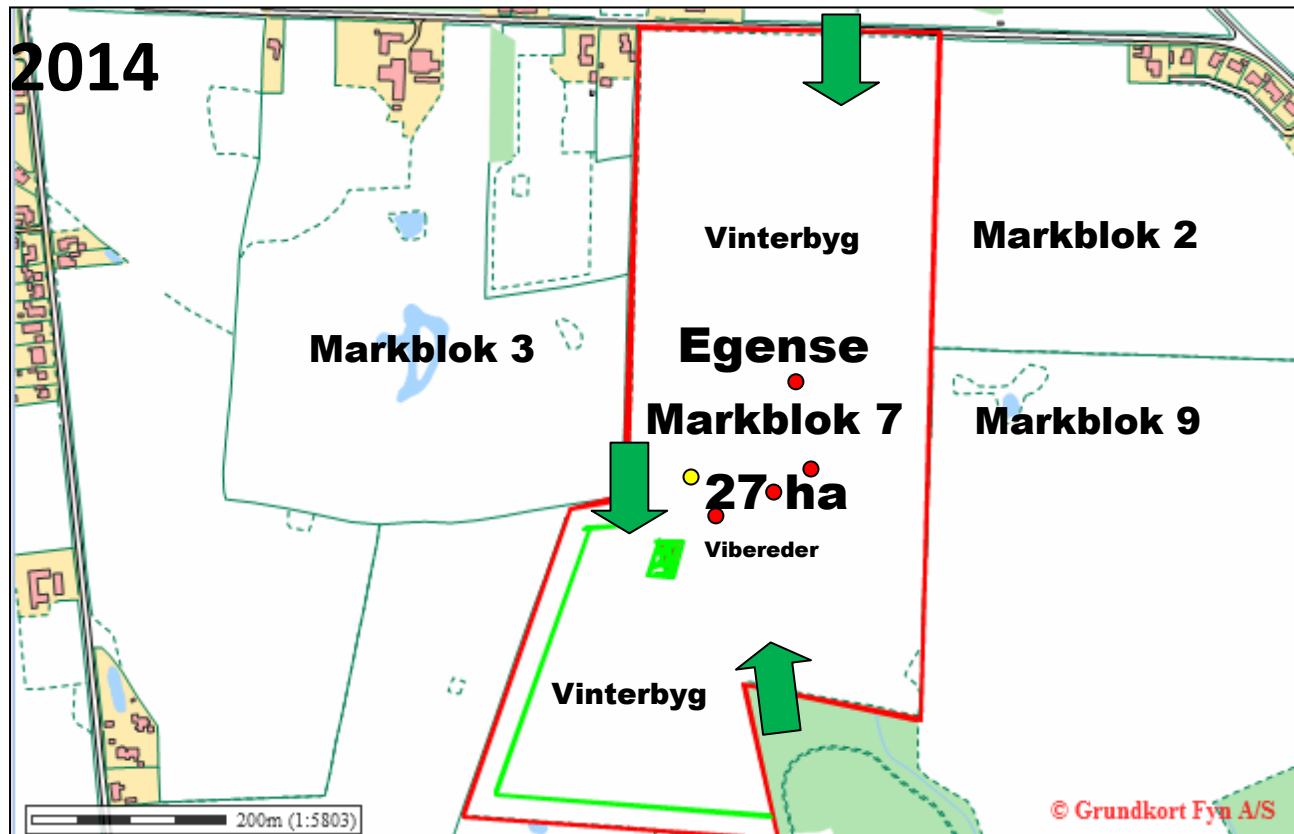 2014
Vinterbyg
Markblok 2
Markblok 3
Egense
Markblok 7
Markblok 9
27 ha
Vibereder
Vinterbyg
200m (1:5803)
© Grundkort Fyn A/S